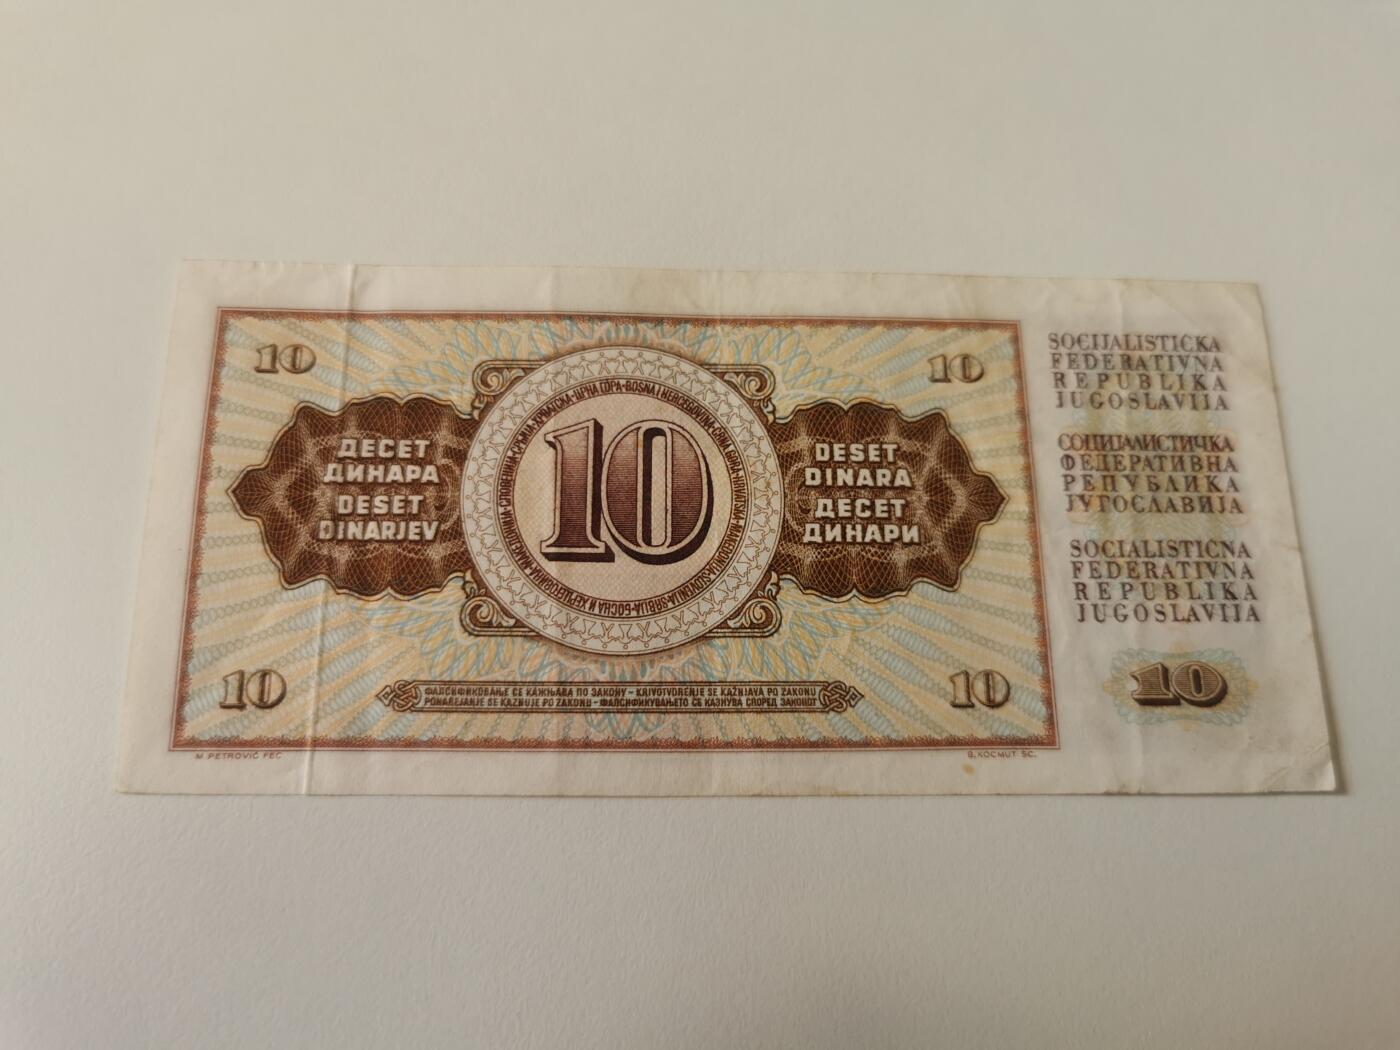 10
10
ДЕСЕТ
ДИНАРА
DESET
DINARJEV
10
DESET
DINARA
ДЕСЕТ
ДИНАРИ
10
10
ФАЛСИФИКОВАЊЕ СЕ КАЖЊАВА ПО ЗАКОНУ - KRIVOTVORENJE SE KAŽNJAVA PO ZAKONU
PONAREJANJE SE KAZNUJE PO ZAKONU - ФАЛСИФИКУВАЊЕТО СЕ КАЗНУВА СПОРЕД ЗАКОНОТ
M. PETROVIĆ FEC
B. KOCMUT SC.
SOCIJALISTIČKA
FEDERATIVNA
REPUBLIKA
JUGOSLAVIJA
СОЦИЈАЛИСТИЧКА
ФЕДЕРАТИВНА
РЕПУБЛИКА
ЈУГОСЛАВИЈА
SOCIALISTIČNA
FEDERATIVNA
REPUBLIKA
JUGOSLAVIJA
10